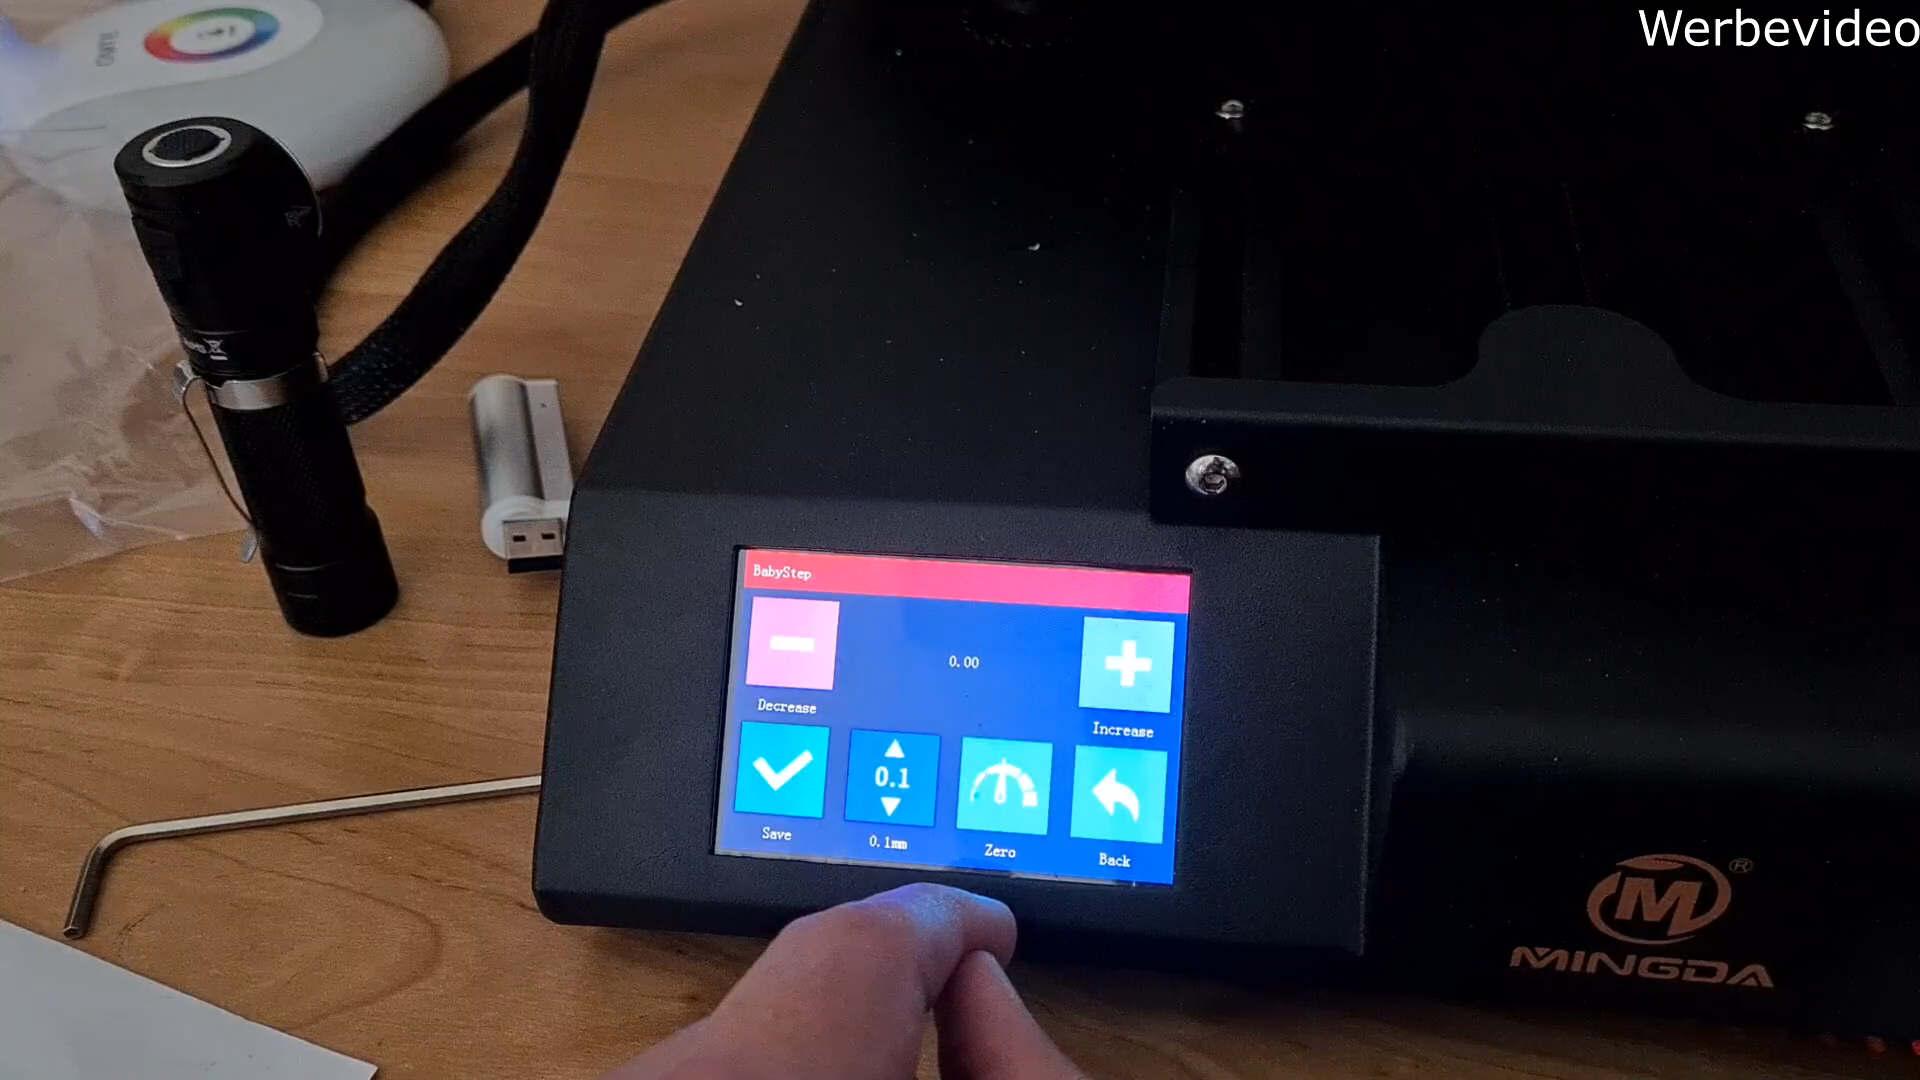 Werbevideo
BabyStep
0.00
Decrease
Increase
0.1
Save
0.1mm
Zero
Back
M
®
MINGDA